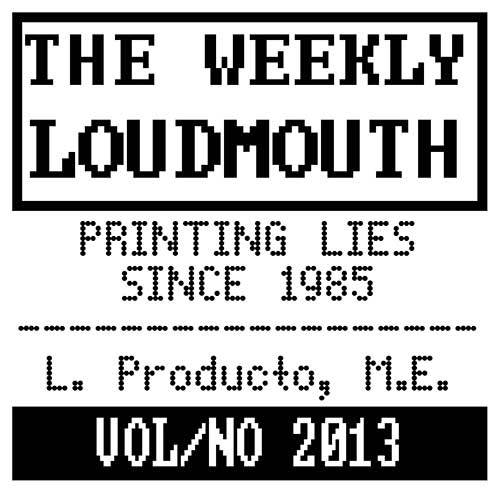 THE WEEKLY
LOUDMOUTH
PRINTING LIES
SINCE 1985
L. Producto, M.E.
VOL/NO 2013